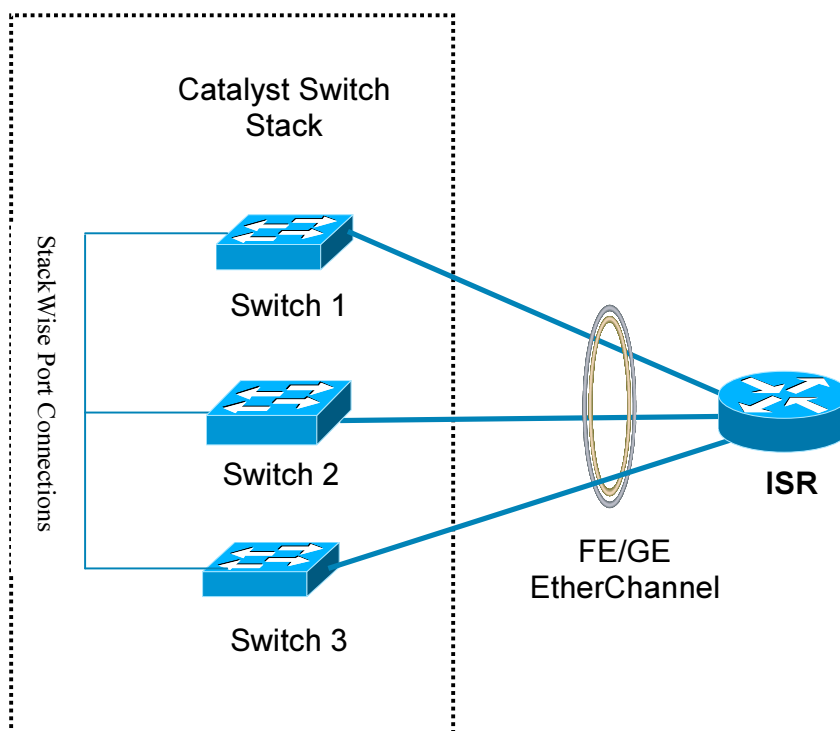 Catalyst Switch
Stack
StackWise Port Connections
Switch 1
Switch 2
Switch 3
ISR
FE/GE
EtherChannel